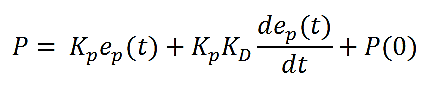 $P = K_p e_p(t) + K_p K_D \frac{de_p(t)}{dt} + P(0)$